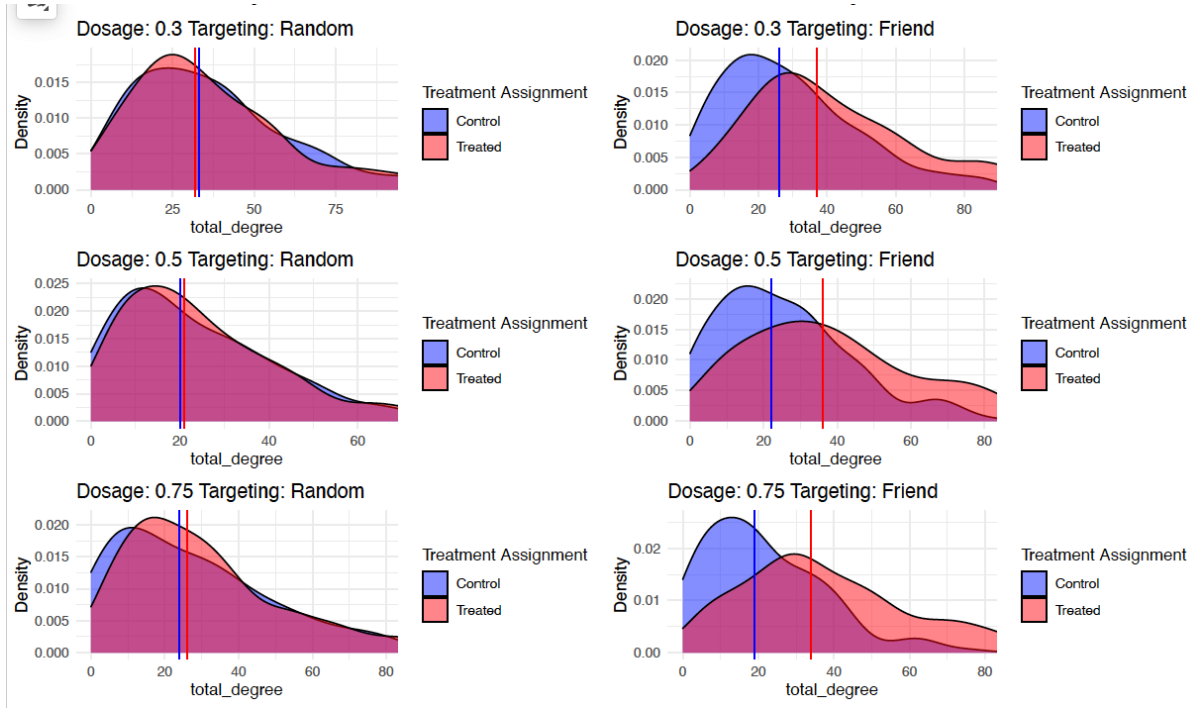 Dosage: 0.3 Targeting: Random
0.015
0.010
0.005
0.000
Density
0 25 50 75
total_degree
Treatment Assignment
Control
Treated
Dosage: 0.3 Targeting: Friend
0.020
0.015
0.010
0.005
0.000
Density
0 20 40 60 80
total_degree
Treatment Assignment
Control
Treated
Dosage: 0.5 Targeting: Random
0.025
0.020
0.015
0.010
0.005
0.000
Density
0 20 40 60
total_degree
Treatment Assignment
Control
Treated
Dosage: 0.5 Targeting: Friend
0.020
0.015
0.010
0.005
0.000
Density
0 20 40 60 80
total_degree
Treatment Assignment
Control
Treated
Dosage: 0.75 Targeting: Random
0.020
0.015
0.010
0.005
0.000
Density
0 20 40 60 80
total_degree
Treatment Assignment
Control
Treated
Dosage: 0.75 Targeting: Friend
0.02
0.01
0.00
Density
0 20 40 60 80
total_degree
Treatment Assignment
Control
Treated